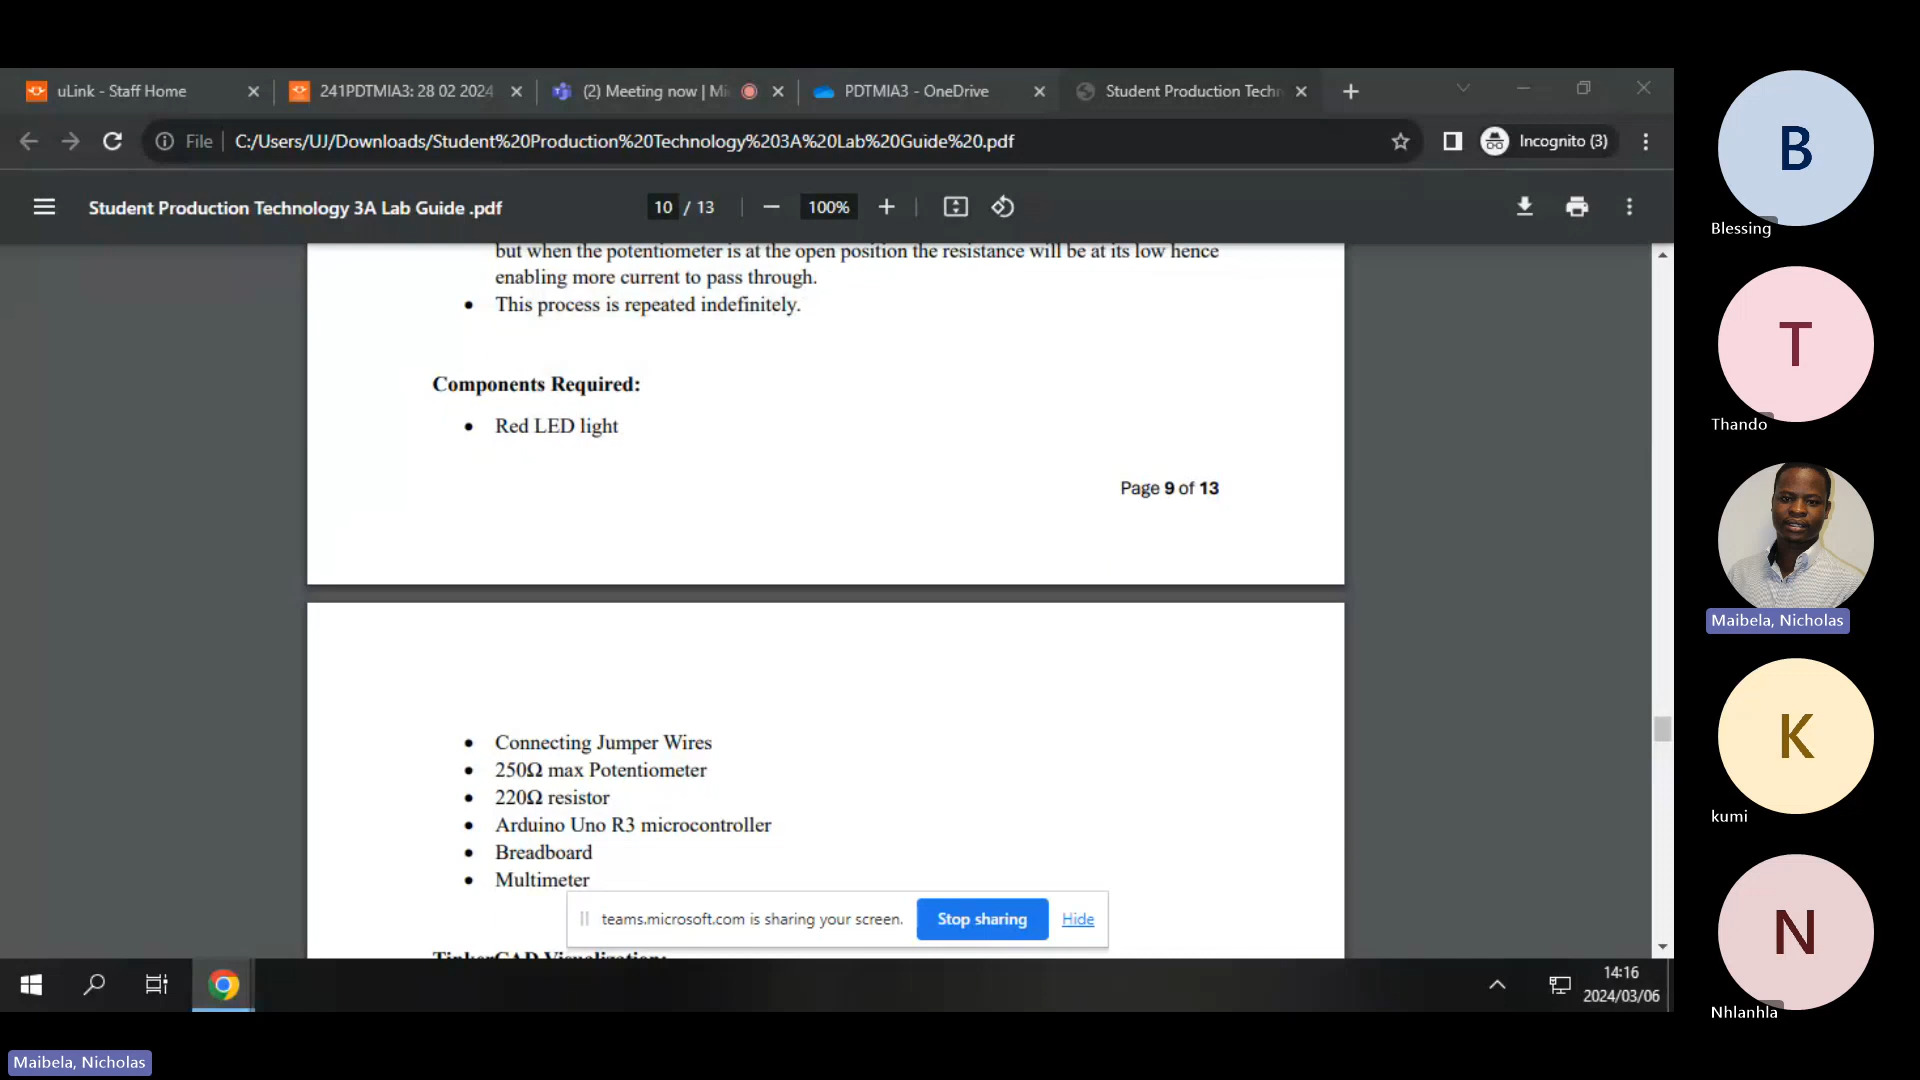 uLink - Staff Home
241PDTMIA3: 28 02 2024
(2) Meeting now | Mi
PDTMIA3 - OneDrive
Student Production Techn
File
C:/Users/UJ/Downloads/Student%20Production%20Technology%203A%20Lab%20Guide%20.pdf
Incognito (3)
Student Production Technology 3A Lab Guide .pdf
10 / 13
100%
but when the potentiometer is at the open position the resistance will be at its low hence
enabling more current to pass through.
• This process is repeated indefinitely.
Components Required:
• Red LED light
Page 9 of 13
• Connecting Jumper Wires
• 250Ω max Potentiometer
• 220Ω resistor
• Arduino Uno R3 microcontroller
• Breadboard
• Multimeter
teams.microsoft.com is sharing your screen.
Stop sharing
Hide
TinkerCAD Visualization:
14:16
2024/03/06
B
Blessing
T
Thando
Maibela, Nicholas
K
kumi
N
Nhlanhla
Maibela, Nicholas